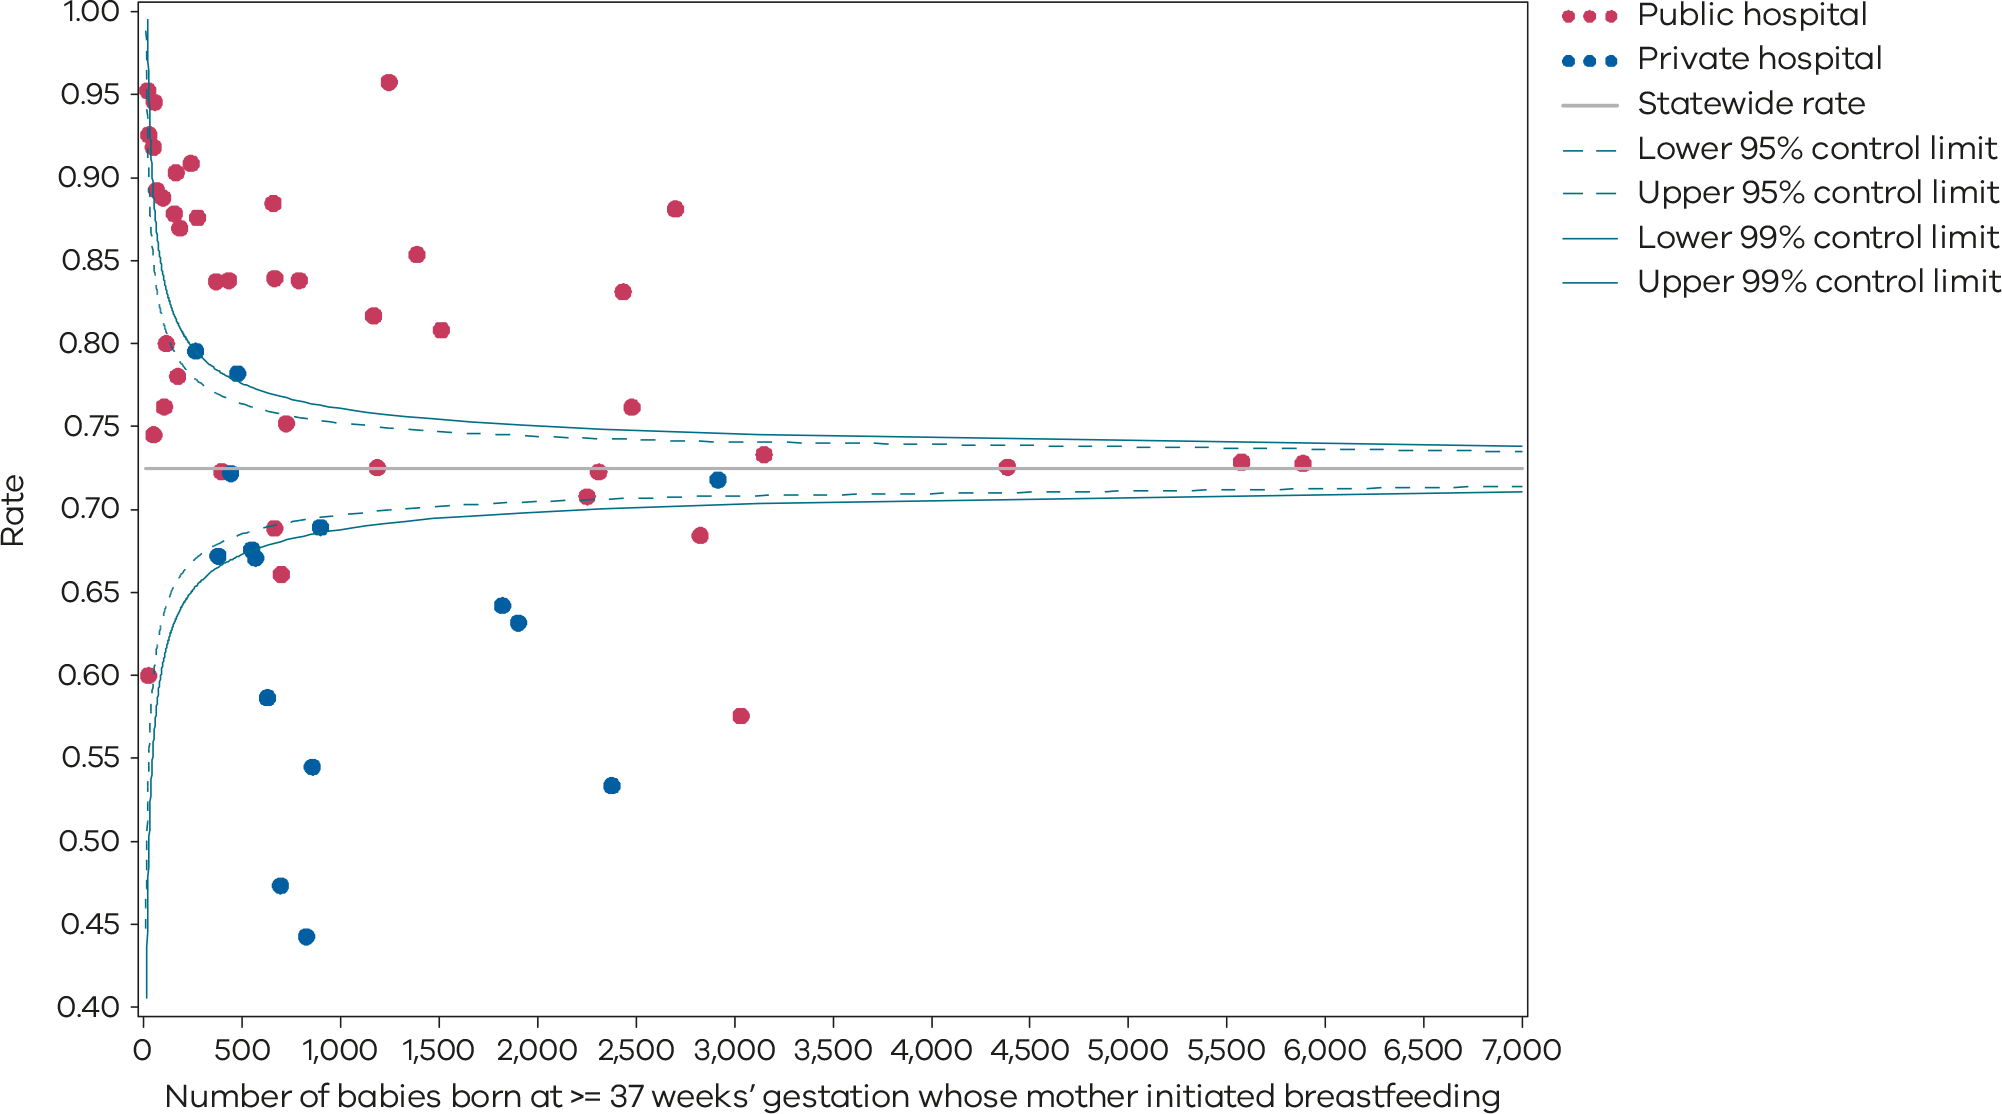 1.00
0.95
0.90
0.85
0.80
0.75
0.70
0.65
0.60
0.55
0.50
0.45
0.40
Rate
0 500 1,000 1,500 2,000 2,500 3,000 3,500 4,000 4,500 5,000 5,500 6,000 6,500 7,000
Number of babies born at >= 37 weeks’ gestation whose mother initiated breastfeeding
Public hospital
Private hospital
Statewide rate
Lower 95% control limit
Upper 95% control limit
Lower 99% control limit
Upper 99% control limit